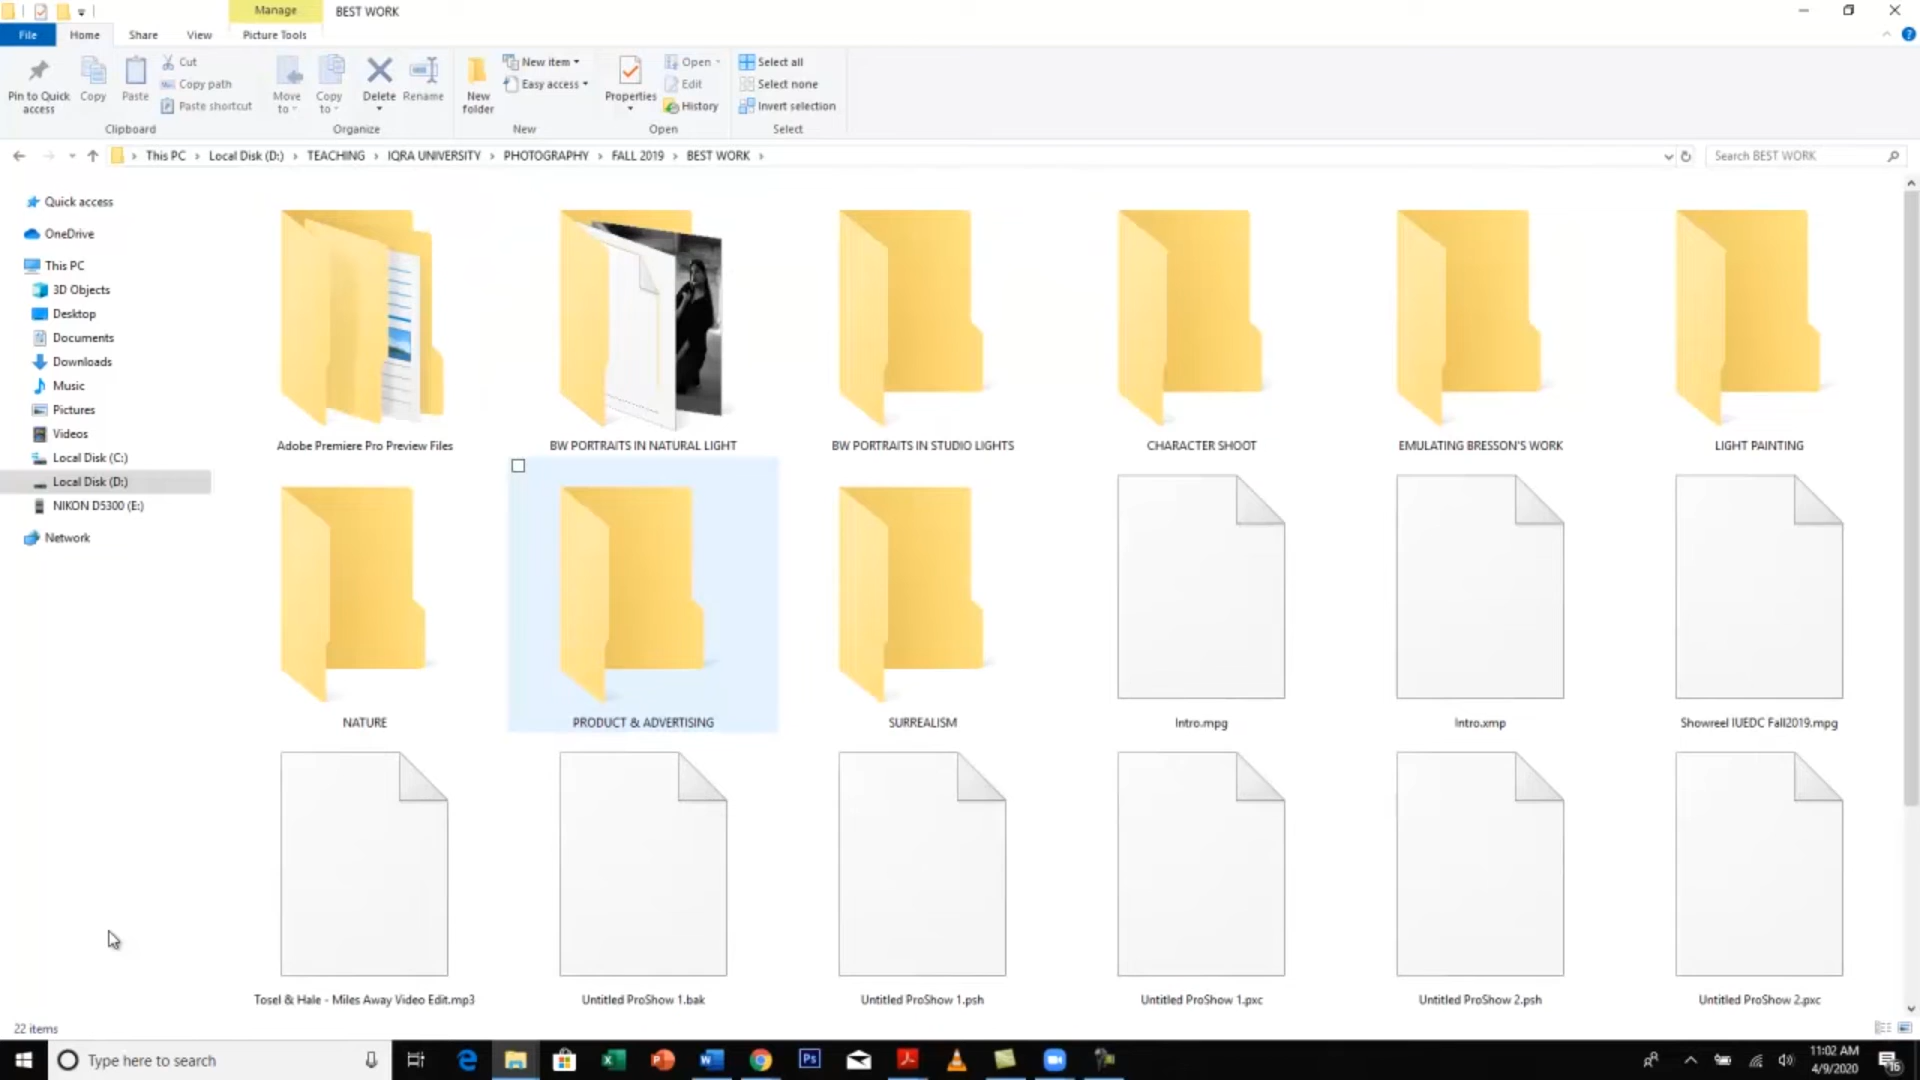 Manage
BEST WORK
File
Home
Share
View
Picture Tools
Pin to Quick access
Copy
Paste
Cut
Copy path
Paste shortcut
Clipboard
Move to
Copy to
Delete
Rename
Organize
New folder
New item
Easy access
New
Properties
Open
Edit
History
Open
Select all
Select none
Invert selection
Select
This PC > Local Disk (D:) > TEACHING > IQRA UNIVERSITY > PHOTOGRAPHY > FALL 2019 > BEST WORK >
Search BEST WORK
Quick access
OneDrive
This PC
3D Objects
Desktop
Documents
Downloads
Music
Pictures
Videos
Local Disk (C:)
Local Disk (D:)
NIKON D5300 (E:)
Network
Adobe Premiere Pro Preview Files
BW PORTRAITS IN NATURAL LIGHT
BW PORTRAITS IN STUDIO LIGHTS
CHARACTER SHOOT
EMULATING BRESSON'S WORK
LIGHT PAINTING
NATURE
PRODUCT & ADVERTISING
SURREALISM
Intro.mpg
Intro.xmp
Showreel IUEDC Fall2019.mpg
Tosel & Hale - Miles Away Video Edit.mp3
Untitled ProShow 1.bak
Untitled ProShow 1.psh
Untitled ProShow 1.pxc
Untitled ProShow 2.psh
Untitled ProShow 2.pxc
22 items
Type here to search
Ps
11:02 AM
4/9/2020
16